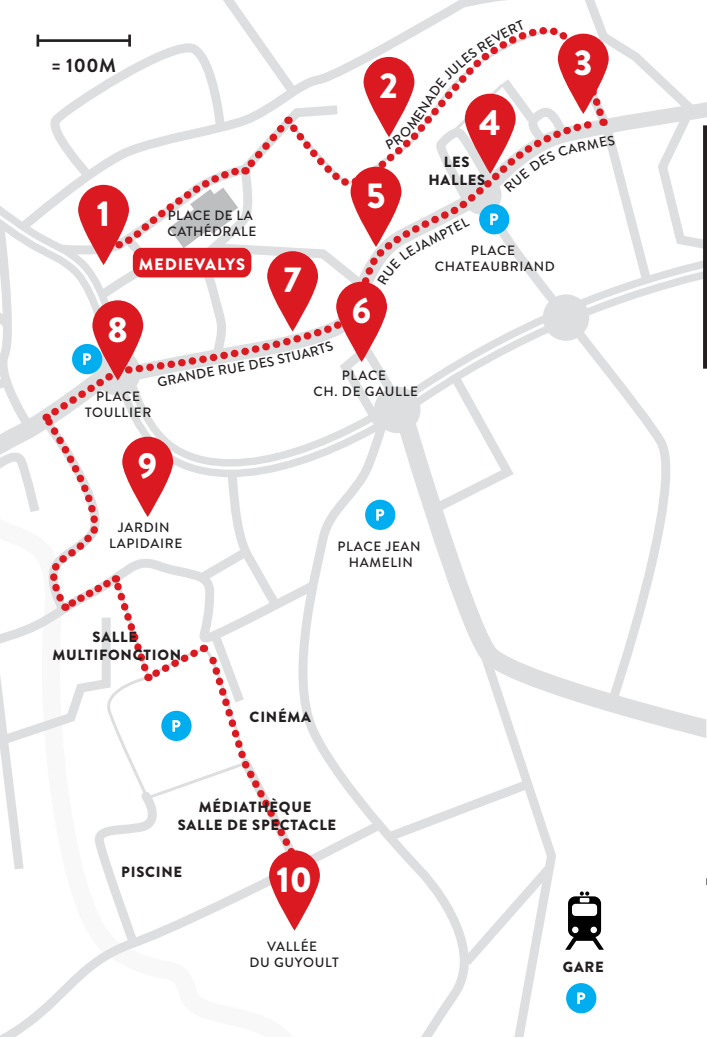 = 100M
2
PROMENADE JULES REVERT
3
4
LES
HALLES
RUE DES CARMES
1
PLACE DE LA
CATHÉDRALE
MEDIEVALYS
5
RUE LEJAMPTEL
P
PLACE
CHATEAUBRIAND
7
6
8
P
GRANDE RUE DES STUARTS
PLACE
TOULLIER
PLACE
CH. DE GAULLE
9
JARDIN
LAPIDAIRE
P
PLACE JEAN
HAMELIN
SALLE
MULTIFONCTION
P
CINÉMA
MÉDIATHÈQUE
SALLE DE SPECTACLE
PISCINE
10
VALLÉE
DU GUYOULT
GARE
P